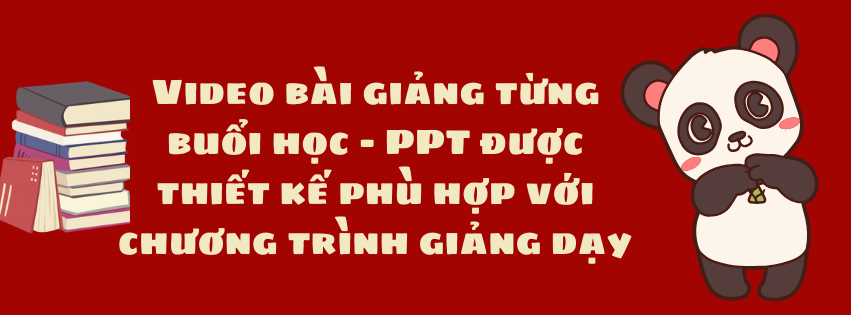 Video bài giảng từng
buổi học - PPT được
thiết kế phù hợp với
chương trình giảng dạy